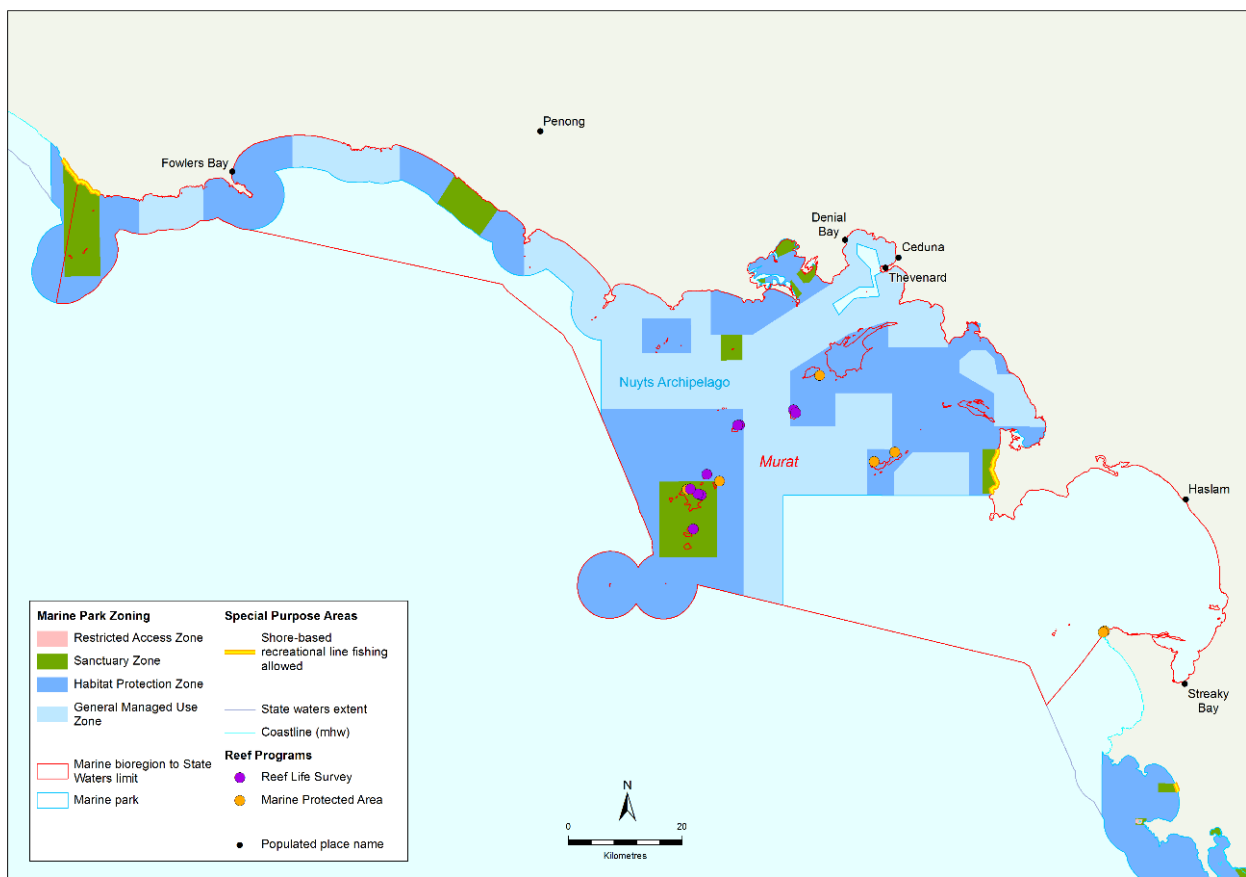 Penong
Fowlers Bay
Denial
Bay
Ceduna
Thevenard
Nuyts Archipelago
Murat
Haslam
Streaky
Bay
Marine Park Zoning
Restricted Access Zone
Sanctuary Zone
Habitat Protection Zone
General Managed Use
Zone
Marine bioregion to State
Waters limit
Marine park
Special Purpose Areas
Shore-based
recreational line fishing
allowed
State waters extent
Coastline (mhw)
Reef Programs
Reef Life Survey
Marine Protected Area
Populated place name
N
0 20
Kilometres